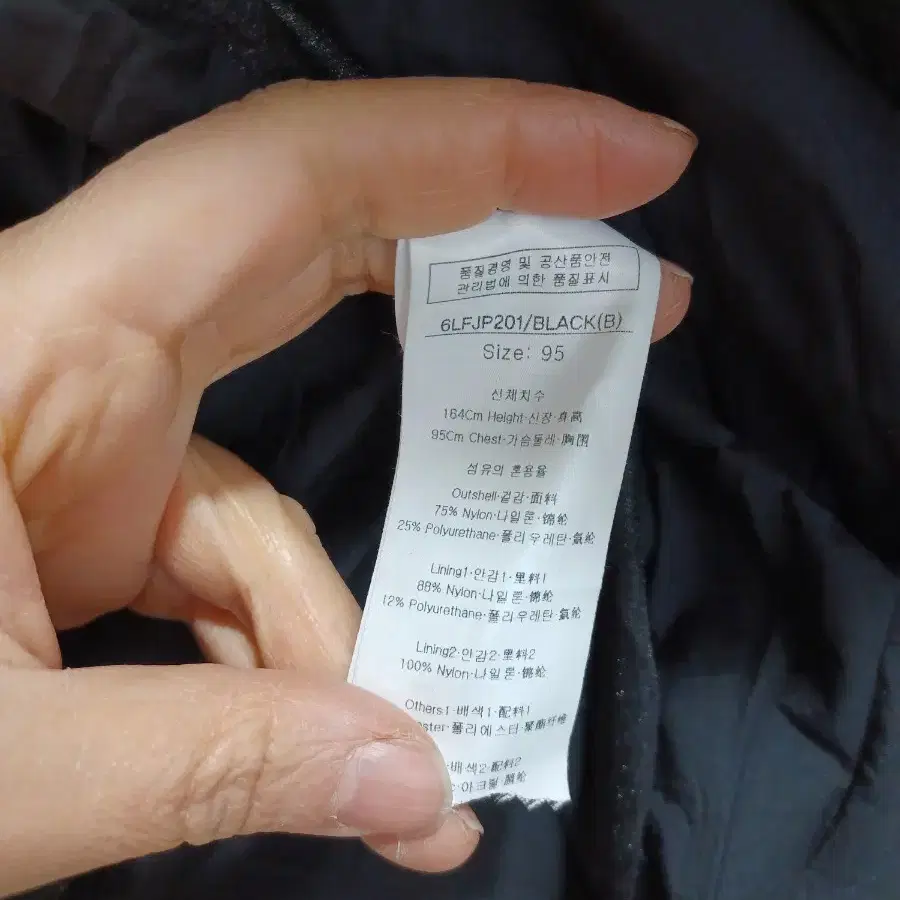 품질경영 및 공산품안전
관리법에 의한 품질표시
6LFJP201/BLACK(B)
Size: 95
신체치수
164Cm Height·신장·身高
95Cm Chest·가슴둘레·胸围
섬유의 혼용율
Outshell·겉감·面料
75% Nylon·나일론·锦纶
25% Polyurethane·폴리우레탄·氨纶
Lining1·안감1·里料1
88% Nylon·나일론·锦纶
12% Polyurethane·폴리우레탄·氨纶
Lining2·안감2·里料2
100% Nylon·나일론·锦纶
Others1·배색1·配料1
ster·폴리에스터·聚酯纤维
·배색2·配料2
아크릴·腈纶